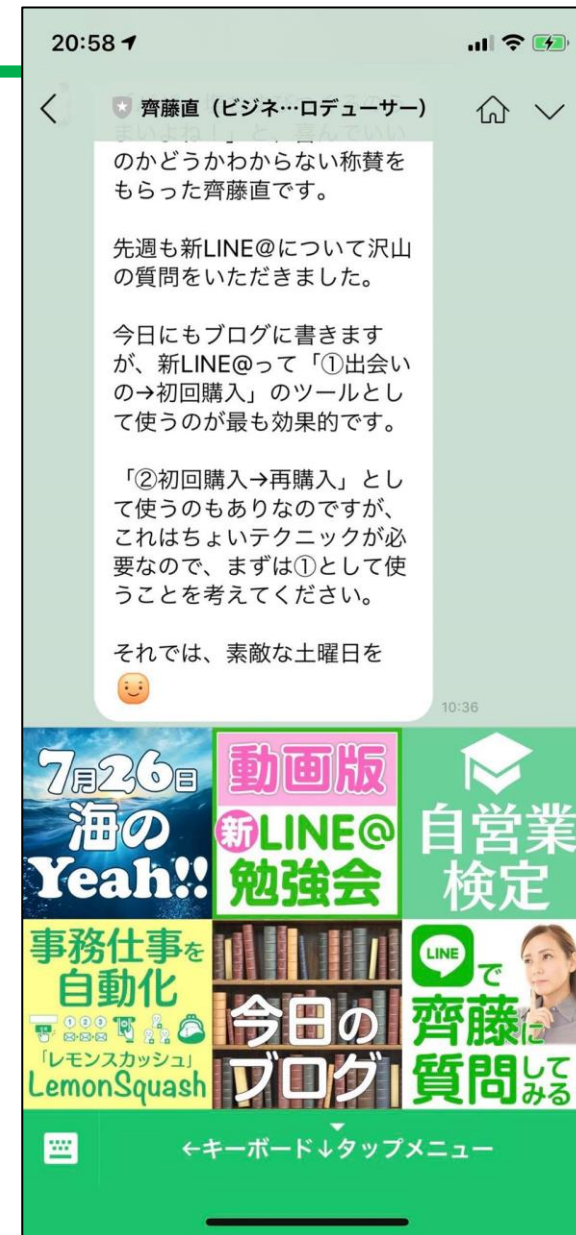 20:58
齊藤直（ビジネ…ロデューサー）
まいよね！」と、喜んでいい
のかどうかわからない称賛を
もらった齊藤直です。
先週も新LINE@について沢山
の質問をいただきました。
今日にもブログに書きます
が、新LINE@って「①出会い
の→初回購入」のツールとし
て使うのが最も効果的です。
「②初回購入→再購入」とし
て使うのもありなのですが、
これはちょいテクニックが必
要なので、まずは①として使
うことを考えてください。
それでは、素敵な土曜日を
10:36
7月26日
海の
Yeah!!
動画版
新LINE@
勉強会
自営業
検定
事務仕事を
自動化
1 2 3
「レモンスカッシュ」
LemonSquash
今日の
ブログ
LINE
で
齊藤に
質問して
みる
←キーボード↓タップメニュー